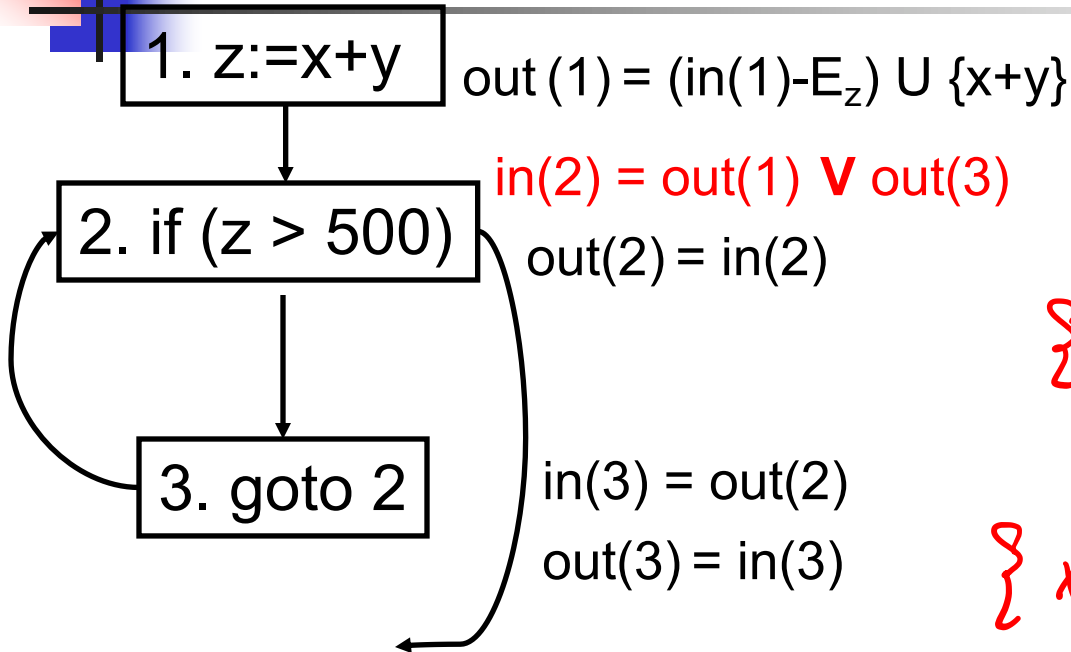 1. z:=x+y
out (1) = (in(1)-E_z) U {x+y}
in(2) = out(1) V out(3)
2. if (z > 500)
out(2) = in(2)
{
in(3) = out(2)
3. goto 2
out(3) = in(3)
{